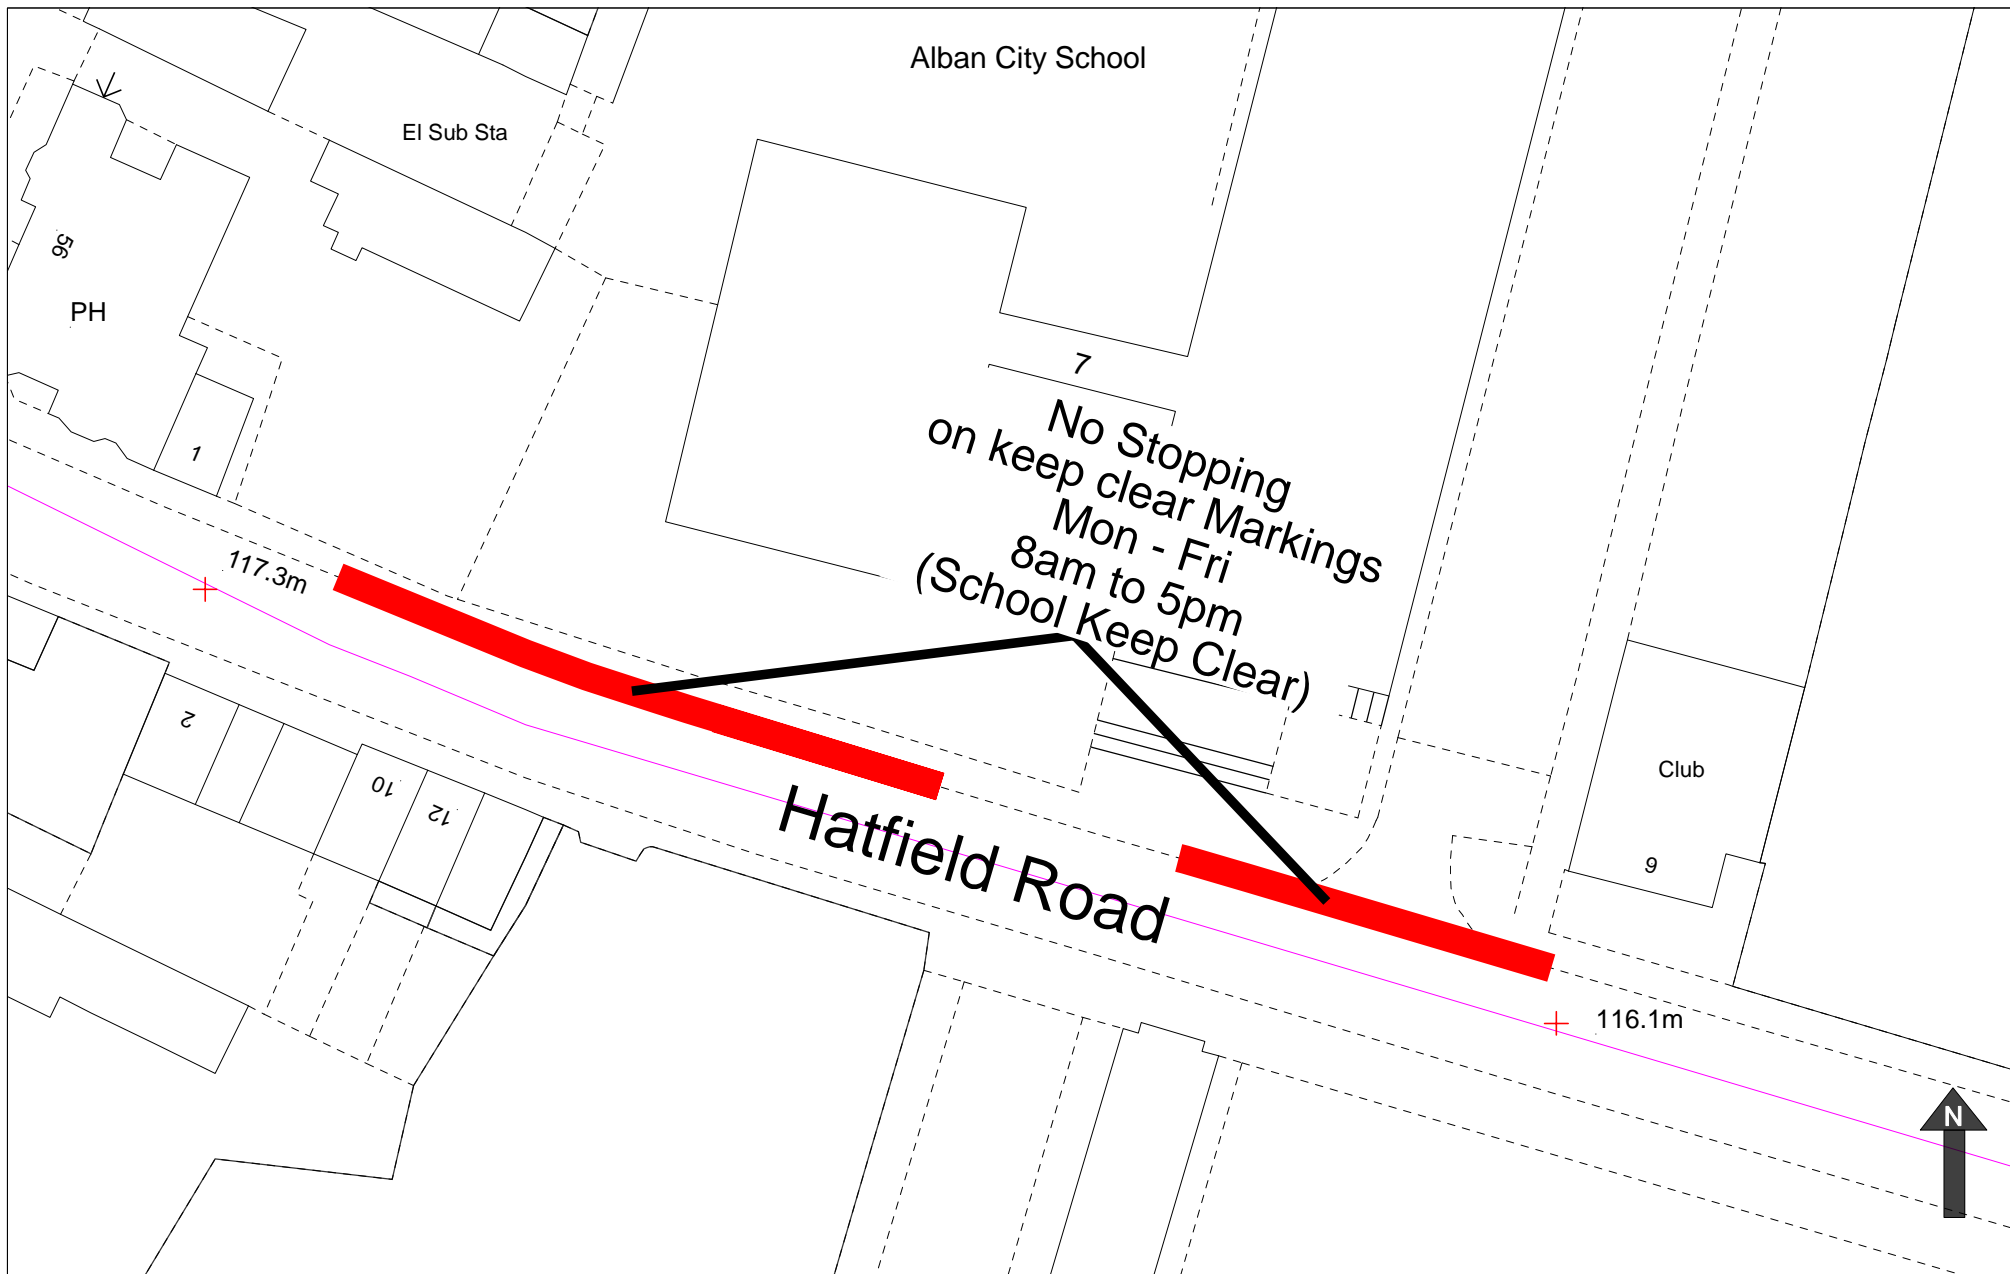 Alban City School
El Sub Sta
56
PH
7
No Stopping
on keep clear Markings
Mon - Fri
8am to 5pm
(School Keep Clear)
1
117.3m
2
10
12
Hatfield Road
Club
9
116.1m
N